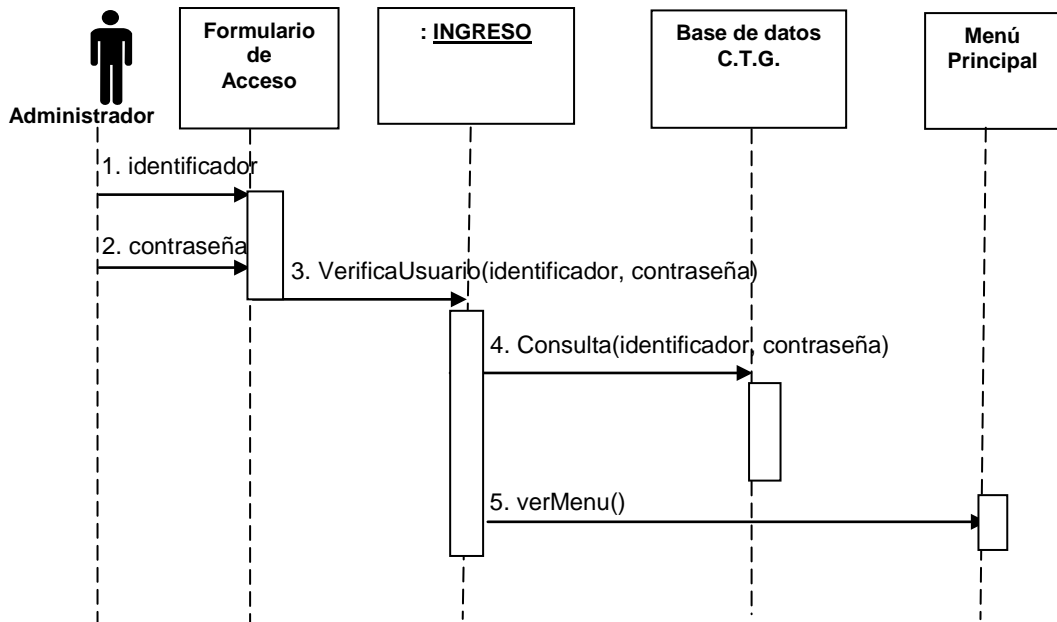 Administrador
Formulario
de
Acceso
: INGRESO
Base de datos
C.T.G.
Menú
Principal
1. identificador
2. contraseña
3. VerificaUsuario(identificador, contraseña)
4. Consulta(identificador, contraseña)
5. verMenu()